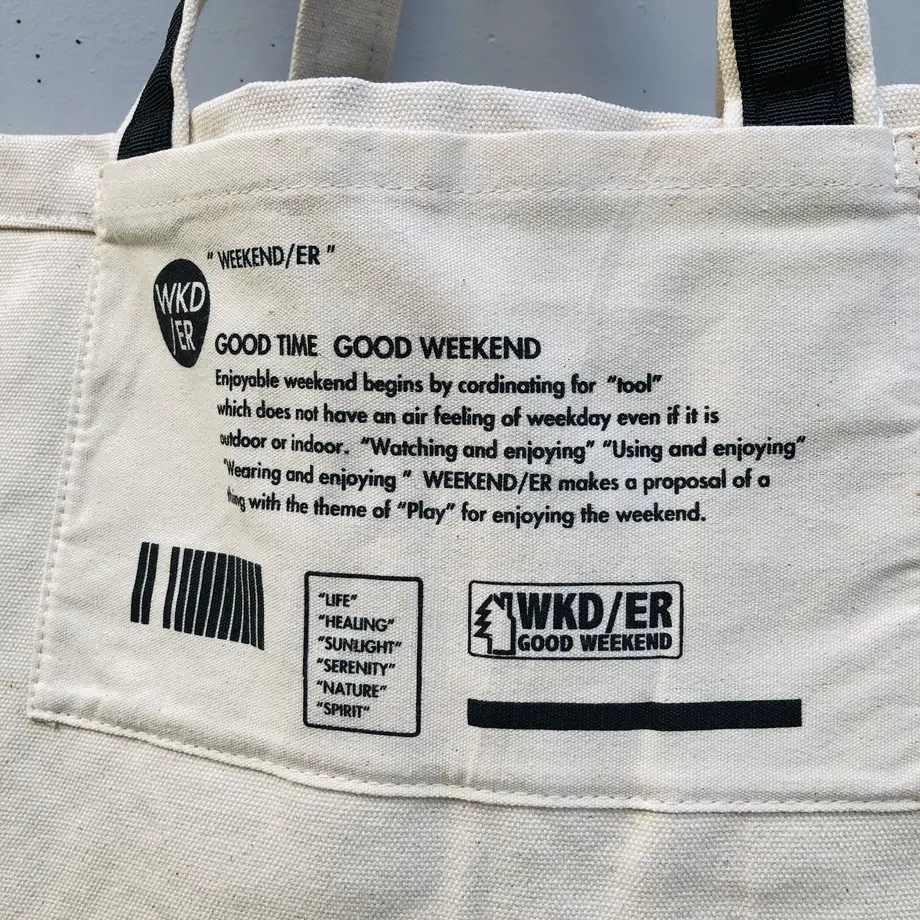 " WEEKEND/ER "
WKD
/ER
GOOD TIME GOOD WEEKEND
Enjoyable weekend begins by cordinating for "tool"
which does not have an air feeling of weekday even if it is
outdoor or indoor. "Watching and enjoying" "Using and enjoying"
"Wearing and enjoying " WEEKEND/ER makes a proposal of a
thing with the theme of "Play" for enjoying the weekend.
"LIFE"
"HEALING"
"SUNLIGHT"
"SERENITY"
"NATURE"
"SPIRIT"
WKD/ER
GOOD WEEKEND